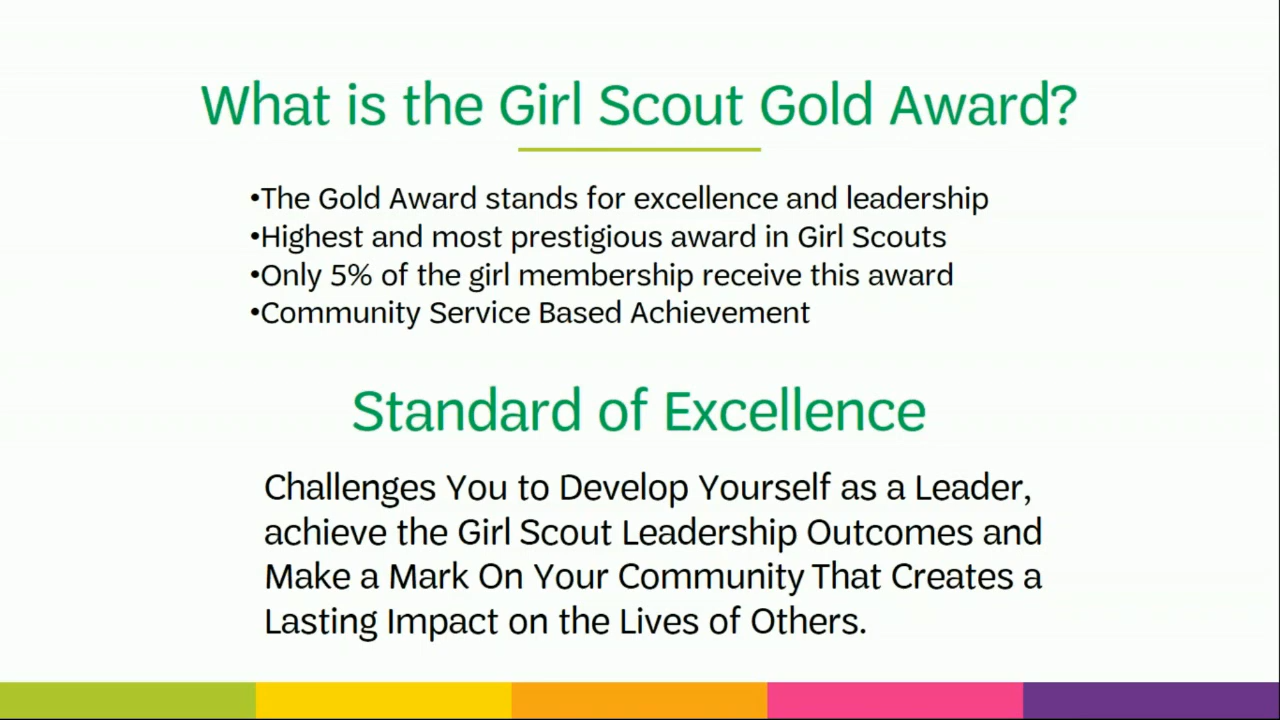 What is the Girl Scout Gold Award?
•The Gold Award stands for excellence and leadership
•Highest and most prestigious award in Girl Scouts
•Only 5% of the girl membership receive this award
•Community Service Based Achievement
Standard of Excellence
Challenges You to Develop Yourself as a Leader,
achieve the Girl Scout Leadership Outcomes and
Make a Mark On Your Community That Creates a
Lasting Impact on the Lives of Others.